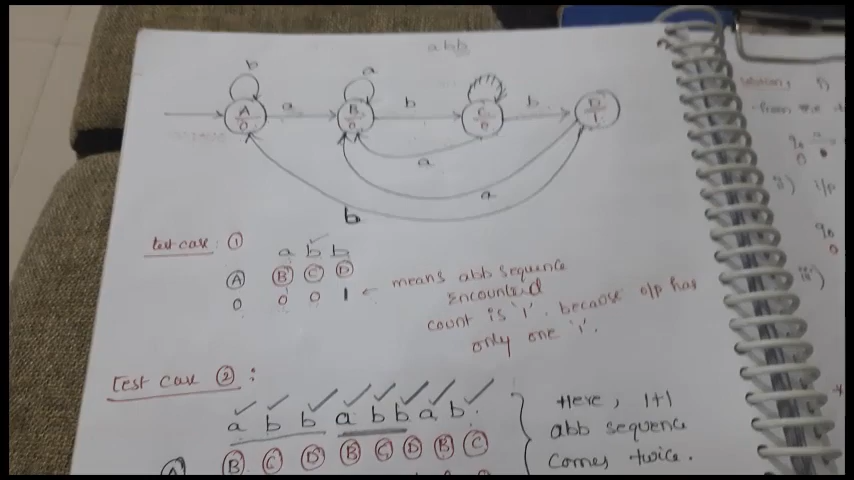 abb
b
a
a
b
b
A
0
B
0
C
0
D
1
a
a
b
test case: ①
a b b
Ⓐ Ⓑ Ⓒ Ⓓ
0 0 0 1 ← means abb sequence
Encounterd
count is '1'. because o/p has
only one '1'.
Test case ②:
a b b a b b a b.
Ⓐ Ⓑ Ⓒ Ⓓ Ⓑ Ⓒ Ⓓ Ⓑ Ⓒ
Here, 1+1
abb sequence
comes twice.
i/p